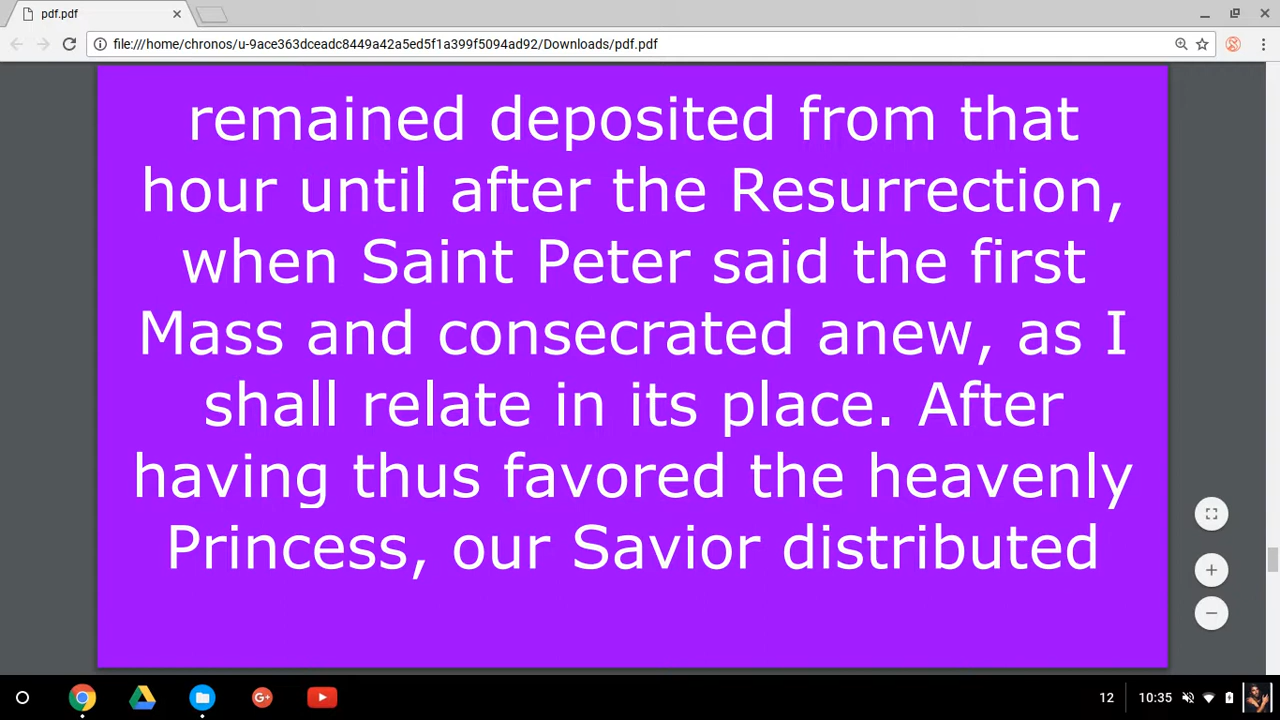 pdf.pdf
file:///home/chronos/u-9ace363dceadc8449a42a5ed5f1a399f5094ad92/Downloads/pdf.pdf
remained deposited from that
hour until after the Resurrection,
when Saint Peter said the first
Mass and consecrated anew, as I
shall relate in its place. After
having thus favored the heavenly
Princess, our Savior distributed
12 10:35